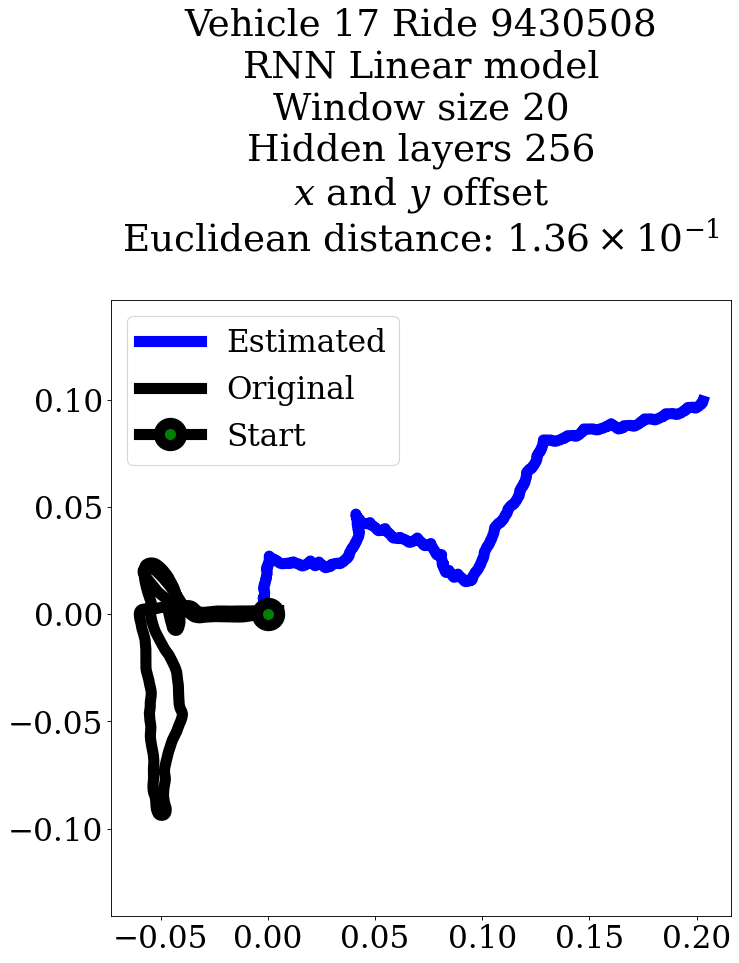 Vehicle 17 Ride 9430508
RNN Linear model
Window size 20
Hidden layers 256
x and y offset
Euclidean distance: 1.36 × 10⁻¹
Estimated
Original
Start
0.10
0.05
0.00
−0.05
−0.10
−0.05 0.00 0.05 0.10 0.15 0.20